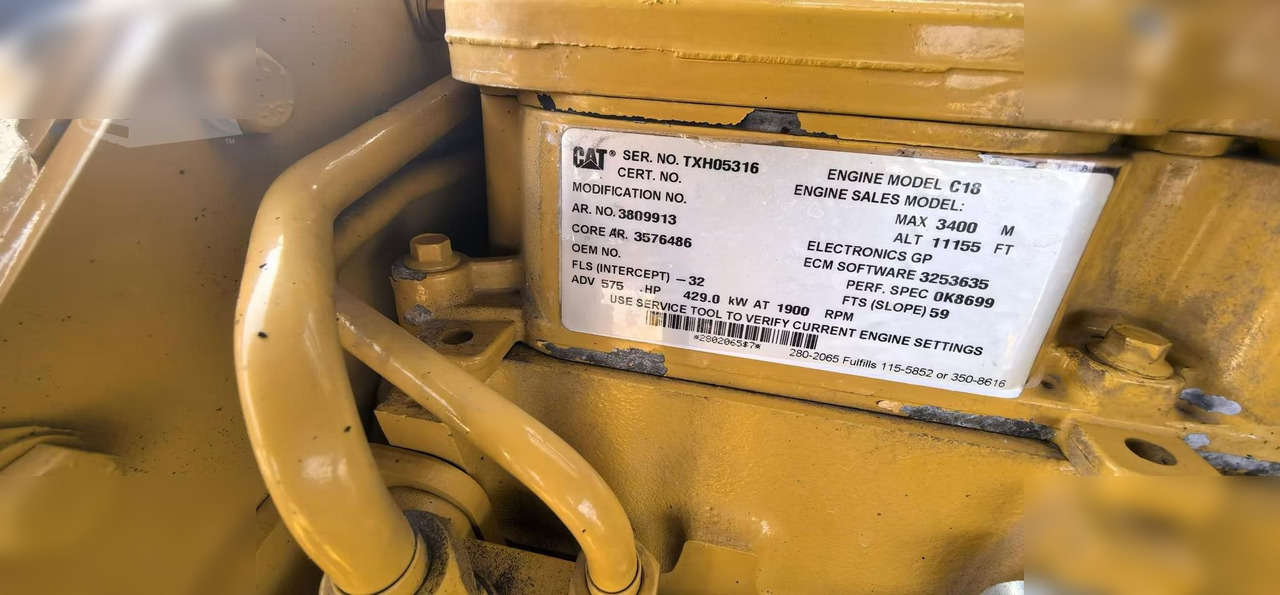 CAT® SER. NO. TXH05316 ENGINE MODEL C18
CERT. NO. ENGINE SALES MODEL:
MODIFICATION NO. MAX 3400 M
AR. NO. 3809913 ALT 11155 FT
CORE AR. 3576486 ELECTRONICS GP
OEM NO. ECM SOFTWARE 3253635
FLS (INTERCEPT) -32 PERF. SPEC 0K8699
ADV 575 HP 429.0 kW AT 1900 RPM FTS (SLOPE) 59
USE SERVICE TOOL TO VERIFY CURRENT ENGINE SETTINGS
*2802065$7*
280-2065 Fulfills 115-5852 or 350-8616
TM